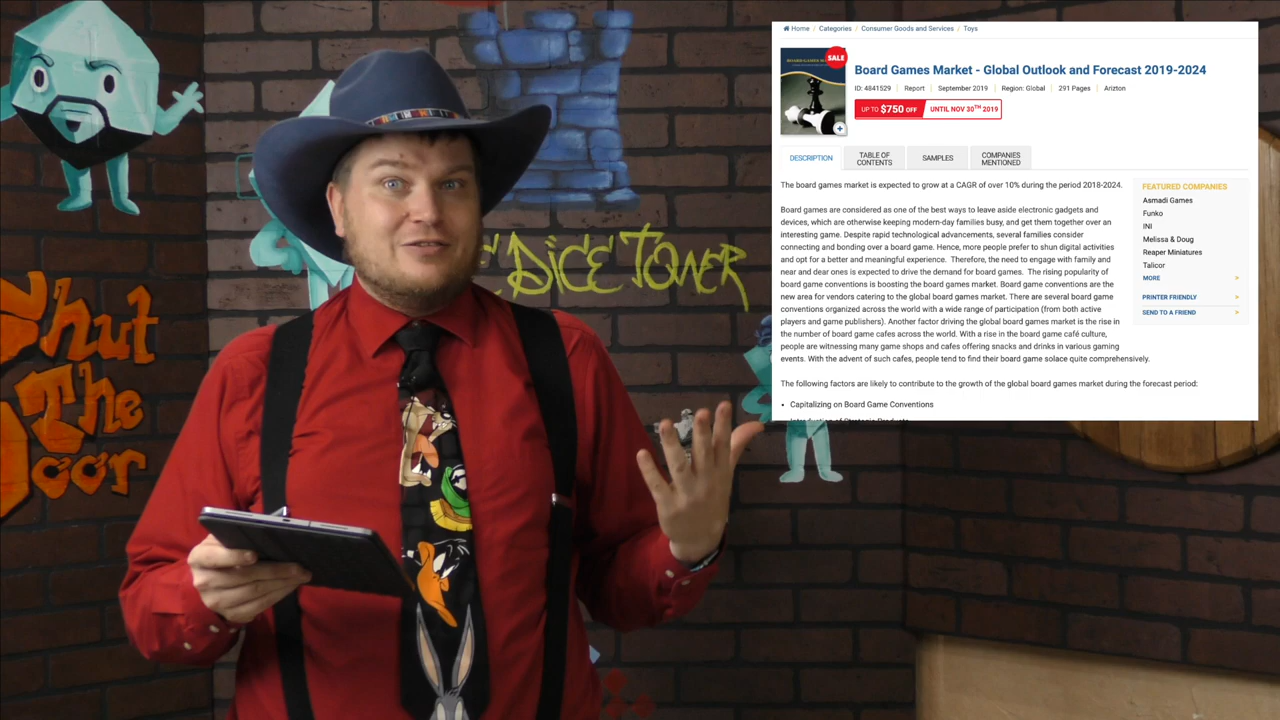 Home / Categories / Consumer Goods and Services / Toys
SALE
Board Games Market - Global Outlook and Forecast 2019-2024
ID: 4841529 | Report | September 2019 | Region: Global | 291 Pages | Arizton
UP TO $750 OFF UNTIL NOV 30TH 2019
DESCRIPTION
TABLE OF
CONTENTS
SAMPLES
COMPANIES
MENTIONED
The board games market is expected to grow at a CAGR of over 10% during the period 2018-2024.
Board games are considered as one of the best ways to leave aside electronic gadgets and
devices, which are otherwise keeping modern-day families busy, and get them together over an
interesting game. Despite rapid technological advancements, several families consider
connecting and bonding over a board game. Hence, more people prefer to shun digital activities
and opt for a better and meaningful experience. Therefore, the need to engage with family and
near and dear ones is expected to drive the demand for board games. The rising popularity of
board game conventions is boosting the board games market. Board game conventions are the
new area for vendors catering to the global board games market. There are several board game
conventions organized across the world with a wide range of participation (from both active
players and game publishers). Another factor driving the global board games market is the rise in
the number of board game cafes across the world. With a rise in the board game café culture,
people are witnessing many game shops and cafes offering snacks and drinks in various gaming
events. With the advent of such cafes, people tend to find their board game solace quite comprehensively.
The following factors are likely to contribute to the growth of the global board games market during the forecast period:
• Capitalizing on Board Game Conventions
FEATURED COMPANIES
Asmadi Games
Funko
INI
Melissa & Doug
Reaper Miniatures
Talicor
MORE >
PRINTER FRIENDLY >
SEND TO A FRIEND >
DICE TOWER
Shut
The